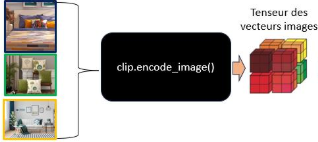 Tenseur des
vecteurs images
clip.encode_image()